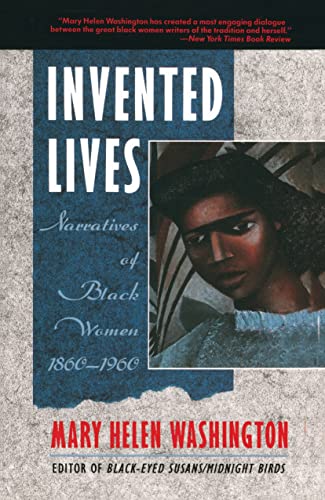 "Mary Helen Washington has created a most engaging dialogue
between the great black women writers of the tradition and herself."
—New York Times Book Review
INVENTED
LIVES
Narratives
of
Black
Women
1860–1960
MARY HELEN WASHINGTON
EDITOR OF BLACK-EYED SUSANS/MIDNIGHT BIRDS